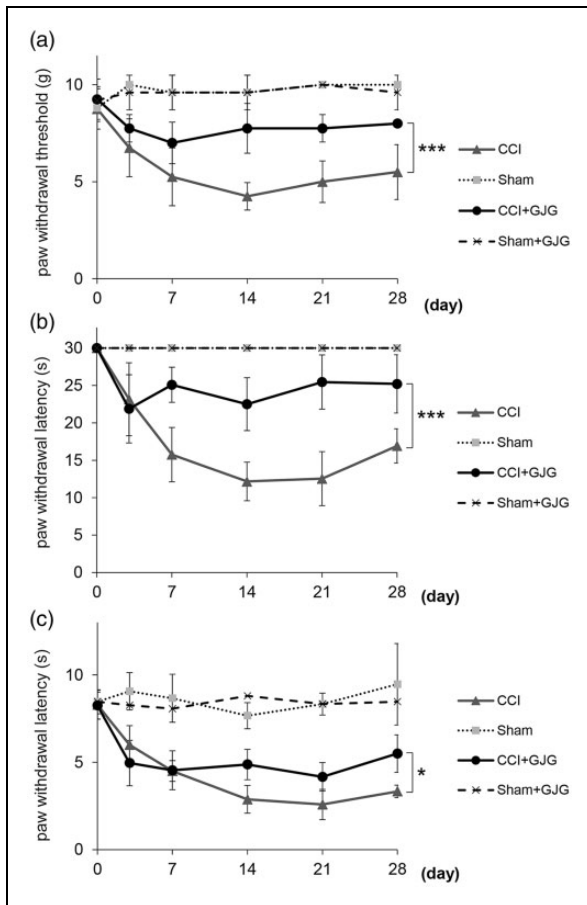 (a)
paw withdrawal threshold (g)
10
5
0
0 7 14 21 28 (day)
***
CCI
Sham
CCI+GJG
Sham+GJG
(b)
paw withdrawal latency (s)
30
25
20
15
10
5
0
0 7 14 21 28 (day)
***
CCI
Sham
CCI+GJG
Sham+GJG
(c)
paw withdrawal latency (s)
10
5
0
0 7 14 21 28 (day)
*
CCI
Sham
CCI+GJG
Sham+GJG